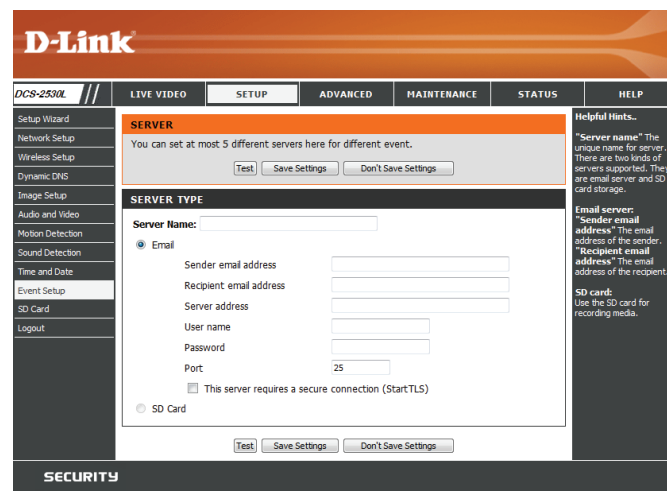 D-Link
DCS-2530L
LIVE VIDEO
SETUP
ADVANCED
MAINTENANCE
STATUS
HELP
Setup Wizard
Network Setup
Wireless Setup
Dynamic DNS
Image Setup
Audio and Video
Motion Detection
Sound Detection
Time and Date
Event Setup
SD Card
Logout
SERVER
You can set at most 5 different servers here for different event.
Test Save Settings Don't Save Settings
SERVER TYPE
Server Name:
Email
Sender email address
Recipient email address
Server address
User name
Password
Port 25
This server requires a secure connection (StartTLS)
SD Card
Test Save Settings Don't Save Settings
Helpful Hints..
"Server name" The
unique name for server.
There are two kinds of
servers supported. They
are email server and SD
card storage.
Email server:
"Sender email
address" The email
address of the sender.
"Recipient email
address" The email
address of the recipient.
SD card:
Use the SD card for
recording media.
SECURITY